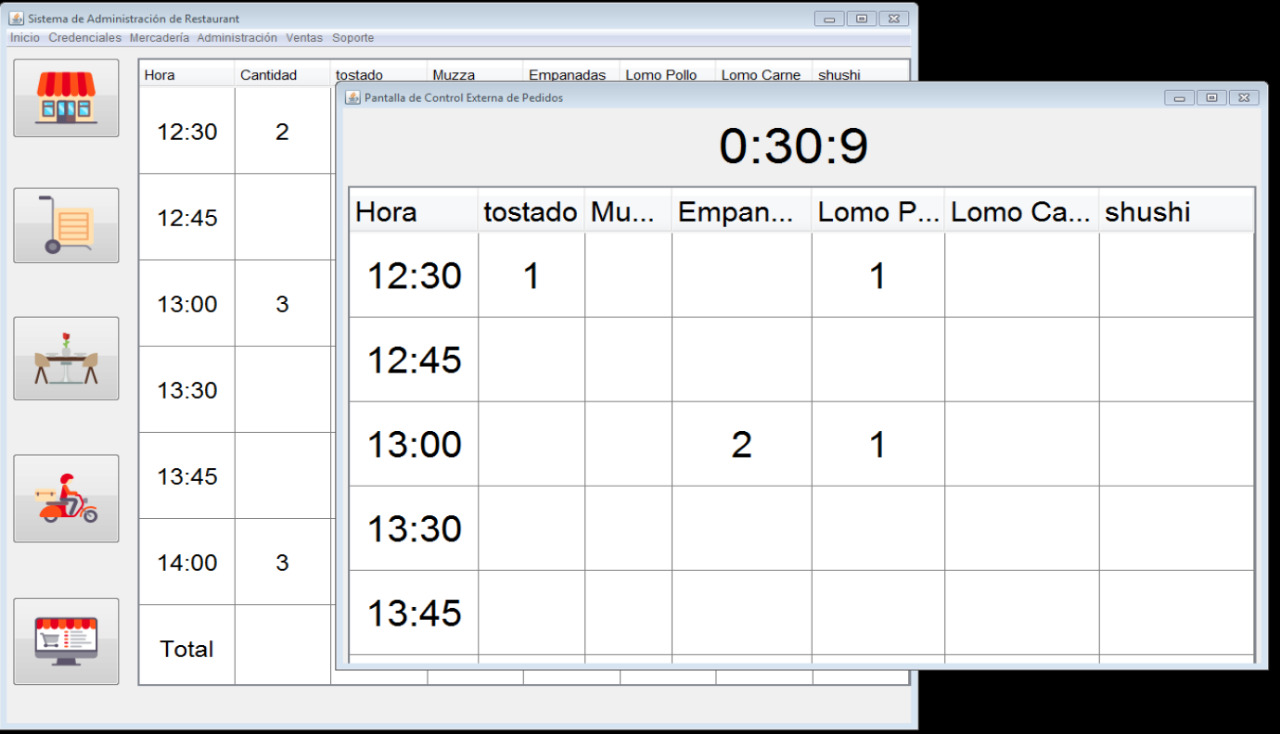 Sistema de Administración de Restaurant
Inicio Credenciales Mercadería Administración Ventas Soporte
Hora Cantidad tostado Muzza Empanadas Lomo Pollo Lomo Carne shushi
12:30 2
12:45
13:00 3
13:30
13:45
14:00 3
Total
Pantalla de Control Externa de Pedidos
0:30:9
Hora tostado Mu... Empan... Lomo P... Lomo Ca... shushi
12:30 1 1
12:45
13:00 2 1
13:30
13:45